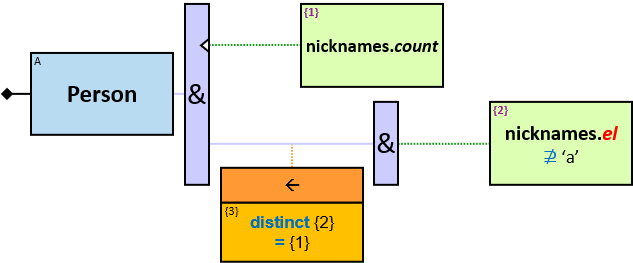 A
Person
&
{1}
nicknames.count
&
{2}
nicknames.el
⊉ ‘a’
←
{3}
distinct {2}
= {1}